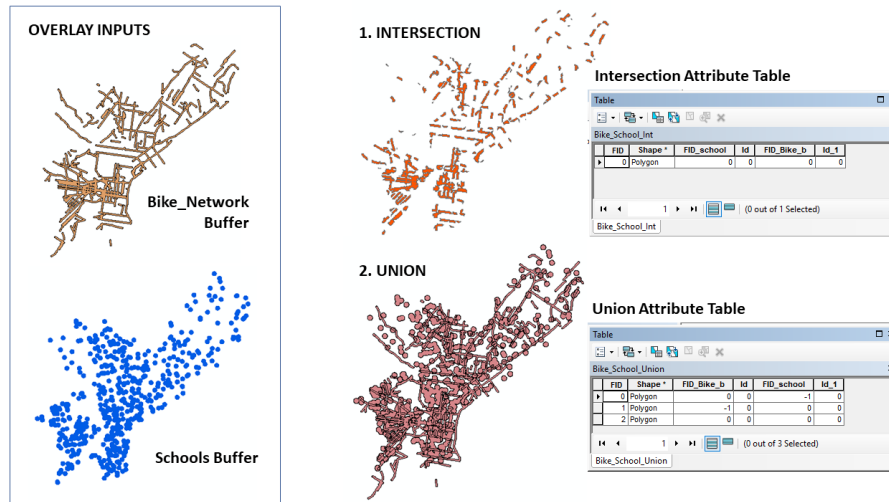 OVERLAY INPUTS
Bike_Network
Buffer
Schools Buffer
1. INTERSECTION
Intersection Attribute Table
Table
Bike_School_Int
FID Shape * FID_school Id FID_Bike_b Id_1
0 Polygon 0 0 0 0
1 (0 out of 1 Selected)
Bike_School_Int
2. UNION
Union Attribute Table
Table
Bike_School_Union
FID Shape * FID_Bike_b Id FID_school Id_1
0 Polygon 0 0 -1 0
1 Polygon -1 0 0 0
2 Polygon 0 0 0 0
1 (0 out of 3 Selected)
Bike_School_Union